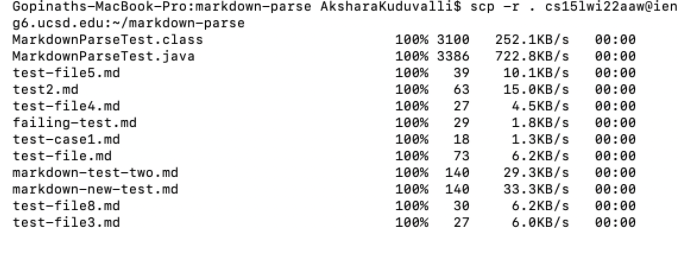 Gopinaths-MacBook-Pro:markdown-parse AksharaKuduvalli$ scp -r . cs15lwi22aaw@ien
g6.ucsd.edu:~/markdown-parse
MarkdownParseTest.class 100% 3100 252.1KB/s 00:00
MarkdownParseTest.java 100% 3386 722.8KB/s 00:00
test-file5.md 100% 39 10.1KB/s 00:00
test2.md 100% 63 15.0KB/s 00:00
test-file4.md 100% 27 4.5KB/s 00:00
failing-test.md 100% 29 1.8KB/s 00:00
test-case1.md 100% 18 1.3KB/s 00:00
test-file.md 100% 73 6.2KB/s 00:00
markdown-test-two.md 100% 140 29.3KB/s 00:00
markdown-new-test.md 100% 140 33.3KB/s 00:00
test-file8.md 100% 30 6.2KB/s 00:00
test-file3.md 100% 27 6.0KB/s 00:00